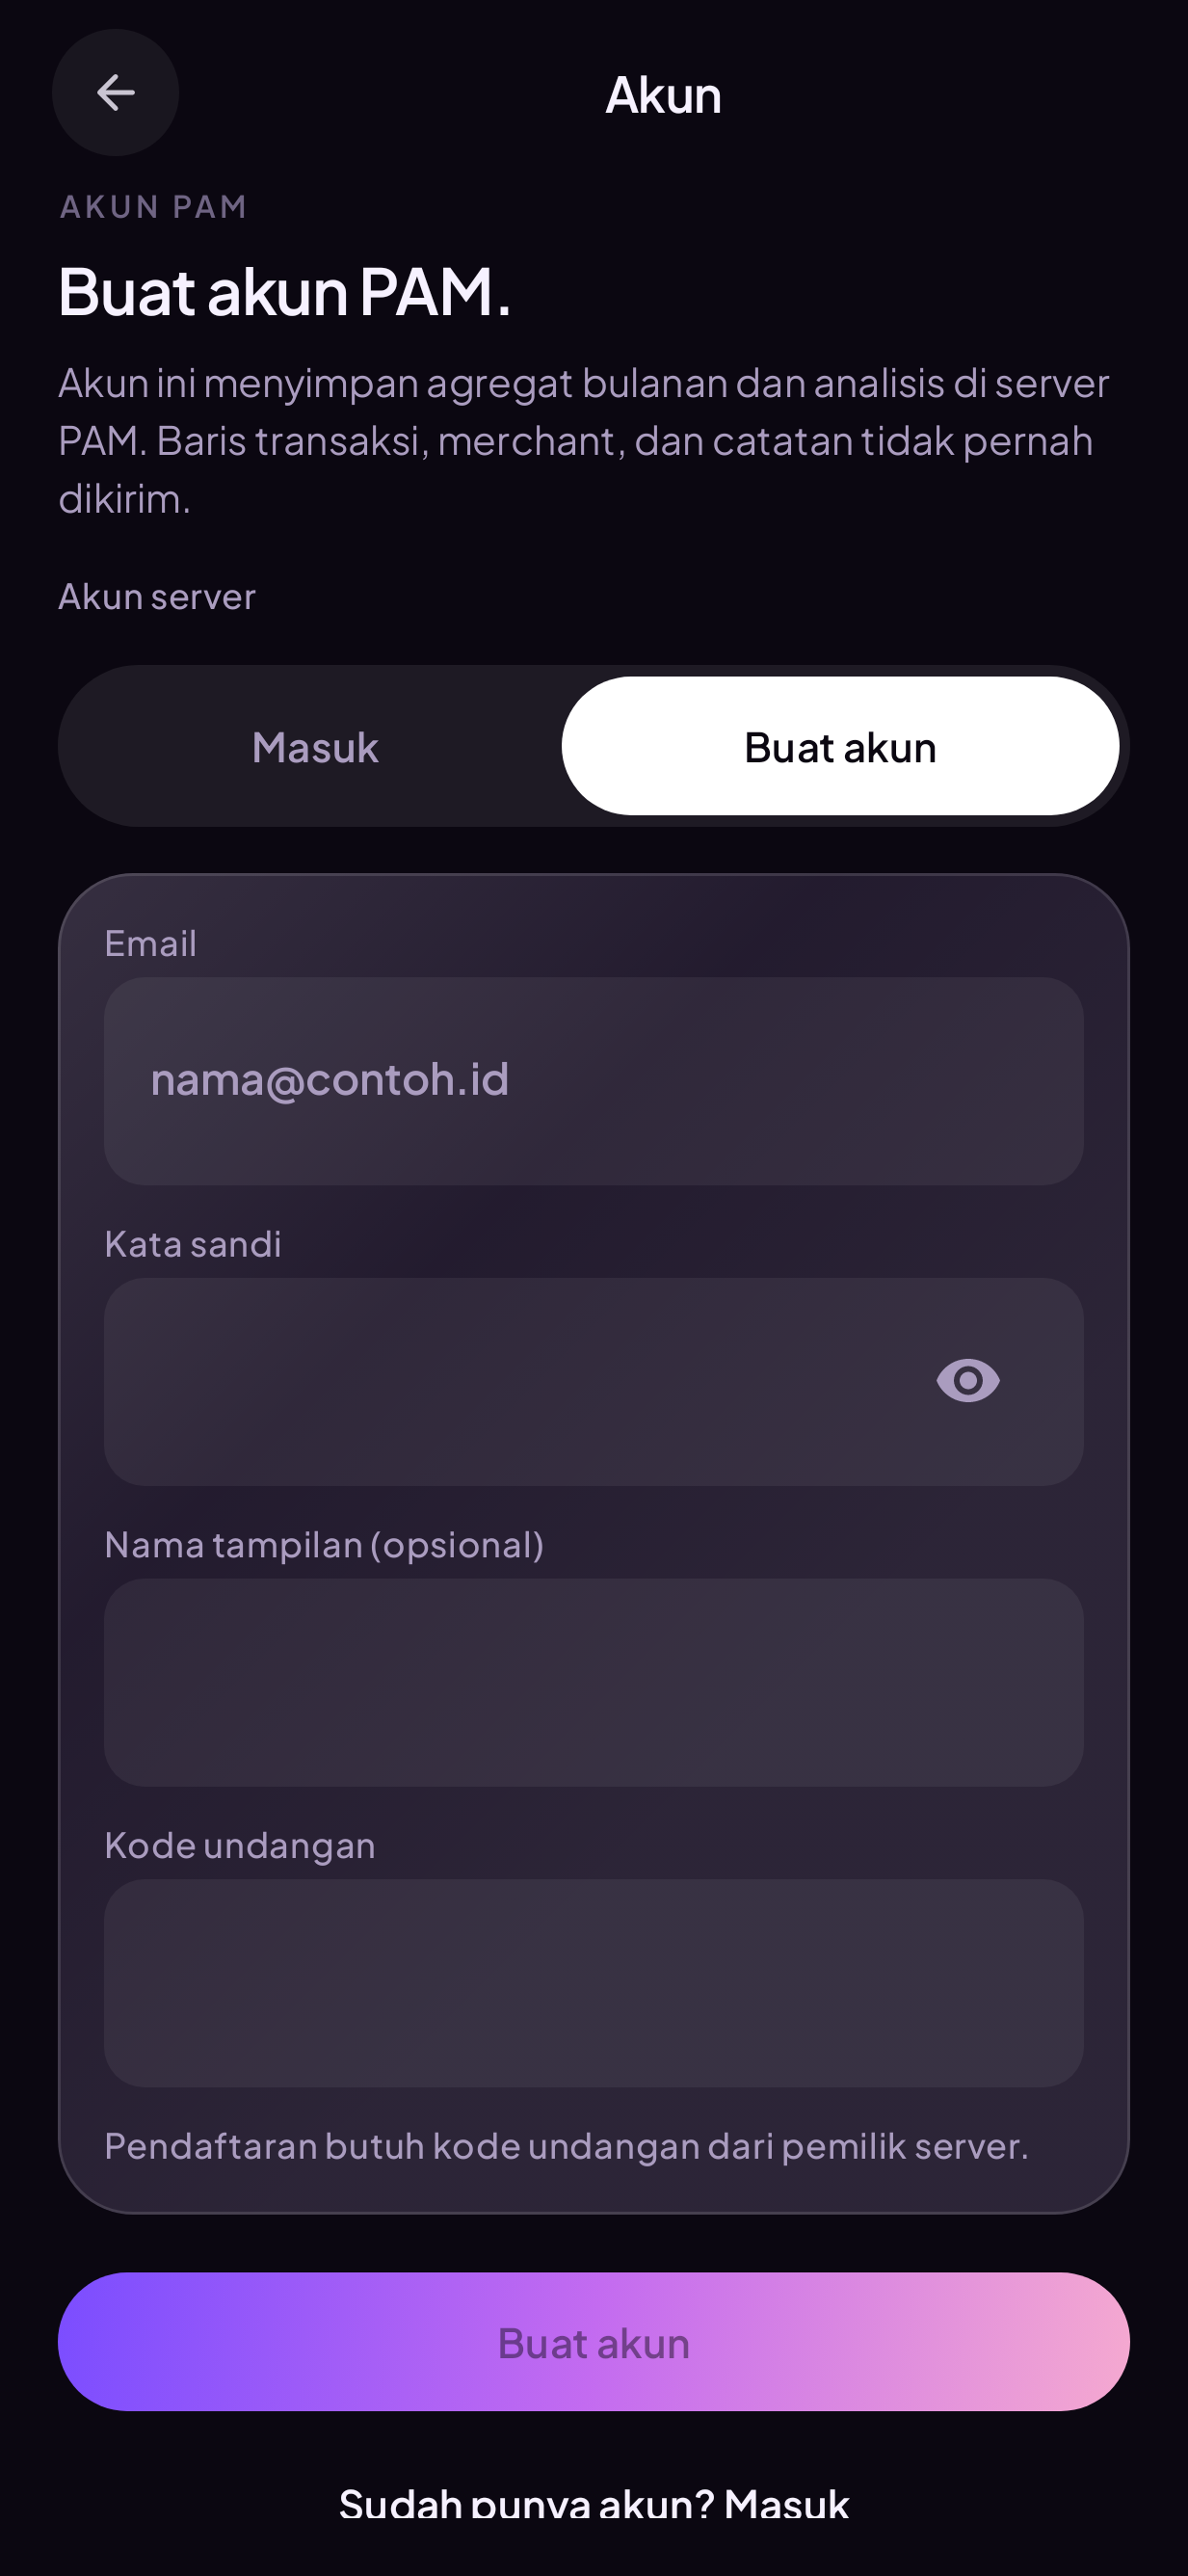 Akun
AKUN PAM
Buat akun PAM.
Akun ini menyimpan agregat bulanan dan analisis di server
PAM. Baris transaksi, merchant, dan catatan tidak pernah
dikirim.
Akun server
Masuk
Buat akun
Email
nama@contoh.id
Kata sandi
Nama tampilan (opsional)
Kode undangan
Pendaftaran butuh kode undangan dari pemilik server.
Buat akun
Sudah punya akun? Masuk